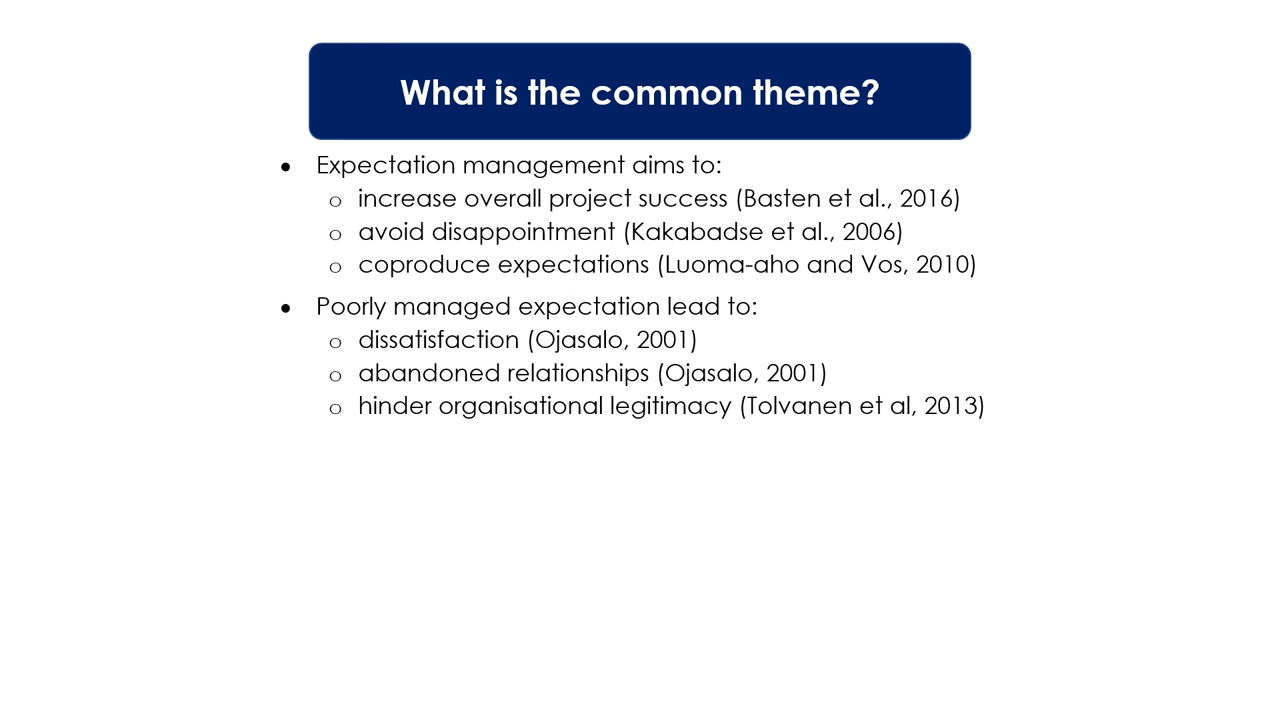 What is the common theme?
• Expectation management aims to:
o increase overall project success (Basten et al., 2016)
o avoid disappointment (Kakabadse et al., 2006)
o coproduce expectations (Luoma-aho and Vos, 2010)
• Poorly managed expectation lead to:
o dissatisfaction (Ojasalo, 2001)
o abandoned relationships (Ojasalo, 2001)
o hinder organisational legitimacy (Tolvanen et al, 2013)